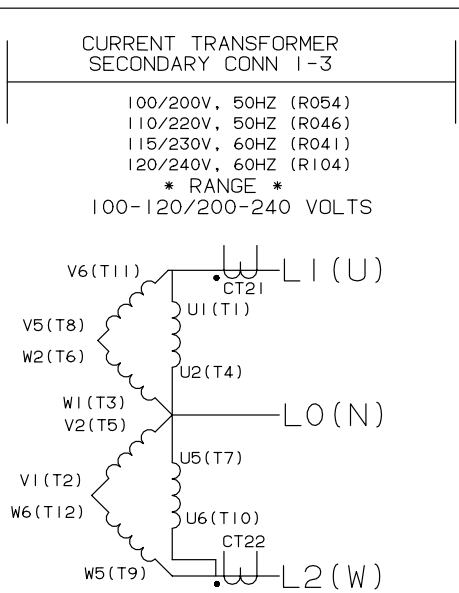 CURRENT TRANSFORMER
SECONDARY CONN 1-3
100/200V, 50HZ (R054)
110/220V, 50HZ (R046)
115/230V, 60HZ (R041)
120/240V, 60HZ (R104)
* RANGE *
100-120/200-240 VOLTS
V6(T11)
L1(U)
CT21
U1(T1)
V5(T8)
W2(T6)
U2(T4)
W1(T3)
L0(N)
V2(T5)
U5(T7)
V1(T2)
W6(T12)
U6(T10)
CT22
W5(T9)
L2(W)